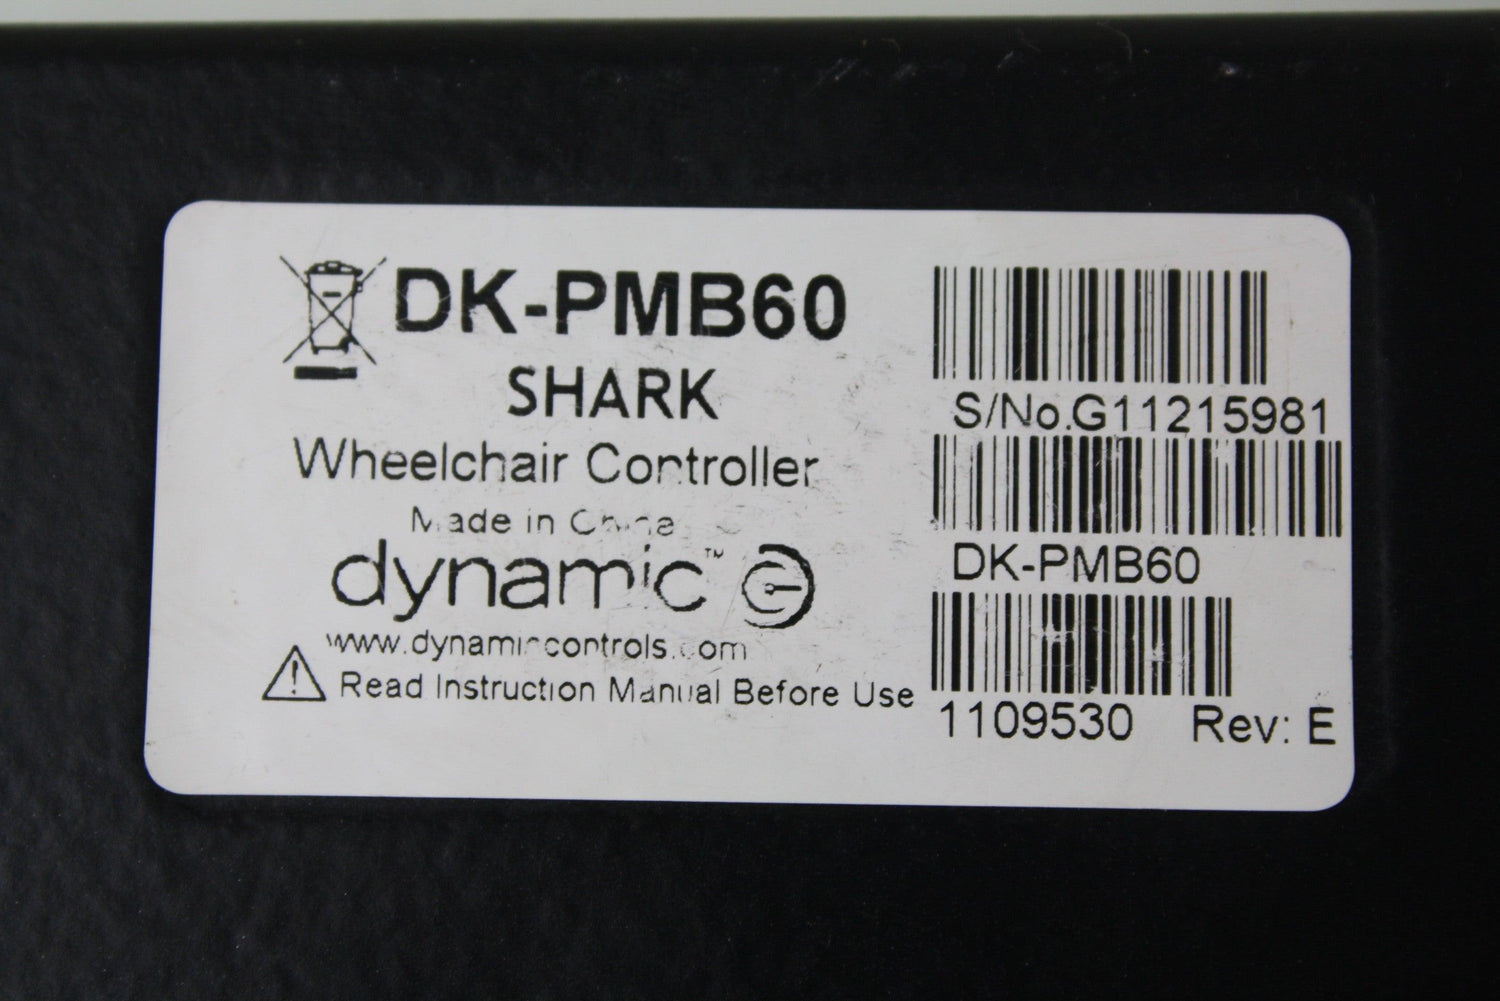 DK-PMB60
SHARK
Wheelchair Controller
Made in China
dynamic™
www.dynamiccontrols.com
Read Instruction Manual Before Use
S/No.G11215981
DK-PMB60
1109530 Rev: E